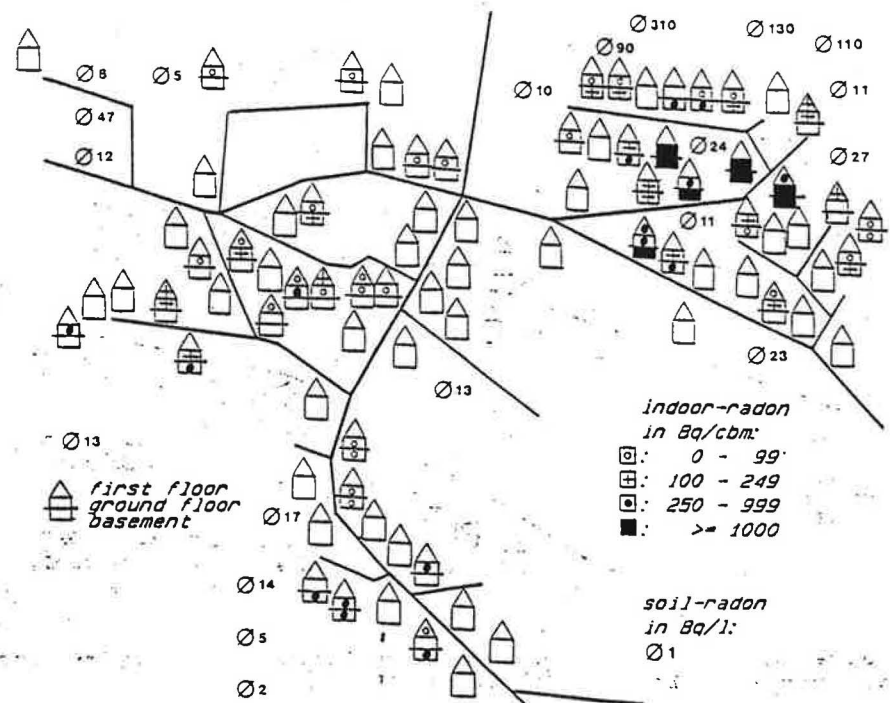 Ø310
Ø130
Ø90
Ø110
Ø8
Ø5
Ø10
Ø11
Ø47
Ø24
Ø12
Ø27
Ø11
Ø23
Ø13
indoor-radon
in Bq/cbm:
: 0 - 99
: 100 - 249
: 250 - 999
: >= 1000
Ø13
first floor
ground floor
basement
Ø17
Ø14
soil-radon
in Bq/l:
Ø1
Ø5
Ø2